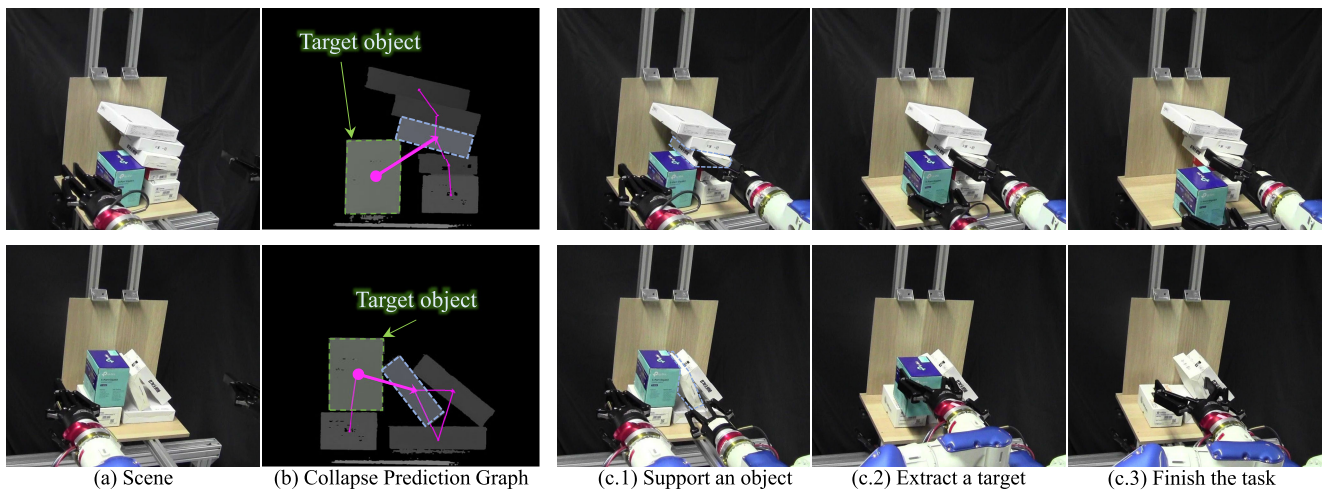 Target object
Target object
(a) Scene
(b) Collapse Prediction Graph
(c.1) Support an object
(c.2) Extract a target
(c.3) Finish the task